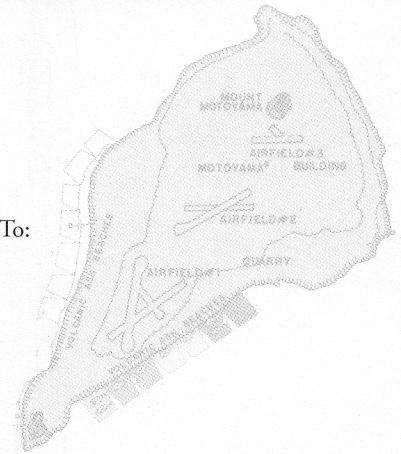 To:
MOUNT
MOTOYAMA
AIRFIELD#3
MOTOYAMA
BUILDING
AIRFIELD#2
VOLCANIC ASH BEACHES
QUARRY
AIRFIELD#1
VOLCANIC ASH BEACHES